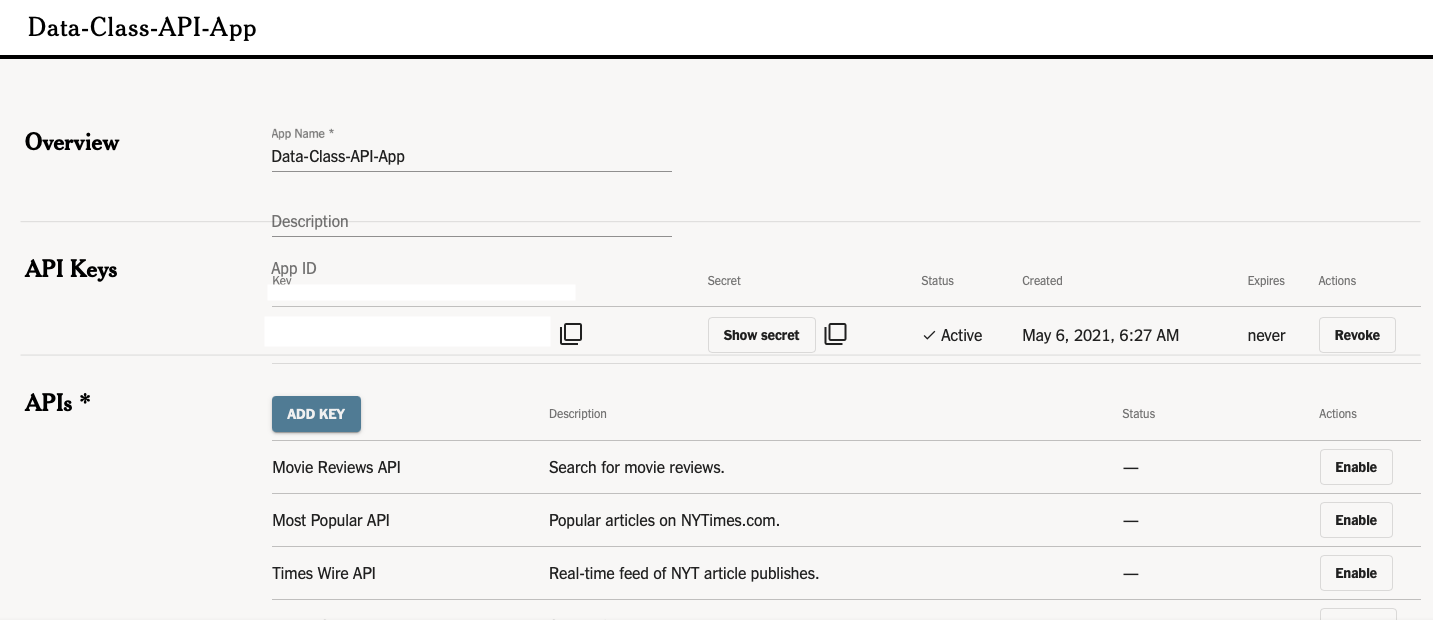 Data-Class-API-App
Overview
App Name *
Data-Class-API-App
Description
API Keys
App ID
Key Secret Status Created Expires Actions
Show secret ✓ Active May 6, 2021, 6:27 AM never Revoke
APIs *
ADD KEY Description Status Actions
Movie Reviews API Search for movie reviews. — Enable
Most Popular API Popular articles on NYTimes.com. — Enable
Times Wire API Real-time feed of NYT article publishes. — Enable